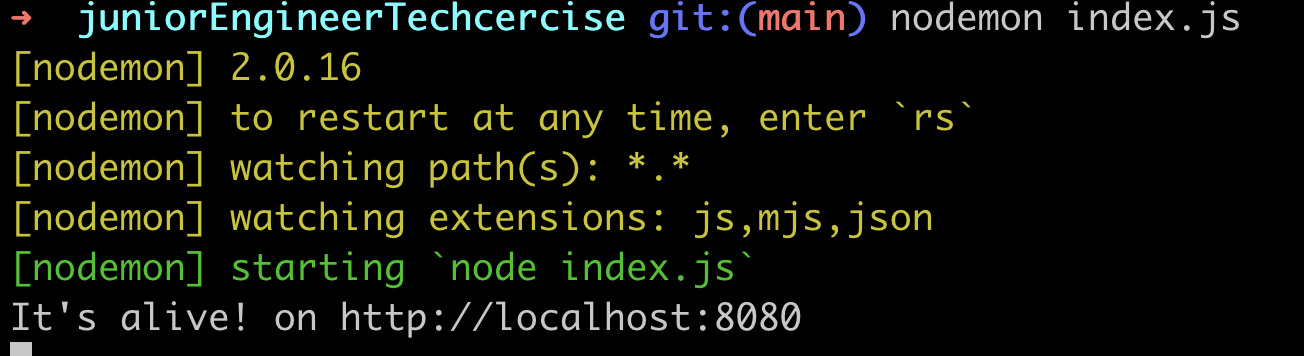 ➜  juniorEngineerTechcercise git:(main) nodemon index.js
[nodemon] 2.0.16
[nodemon] to restart at any time, enter `rs`
[nodemon] watching path(s): *.*
[nodemon] watching extensions: js,mjs,json
[nodemon] starting `node index.js`
It's alive! on http://localhost:8080